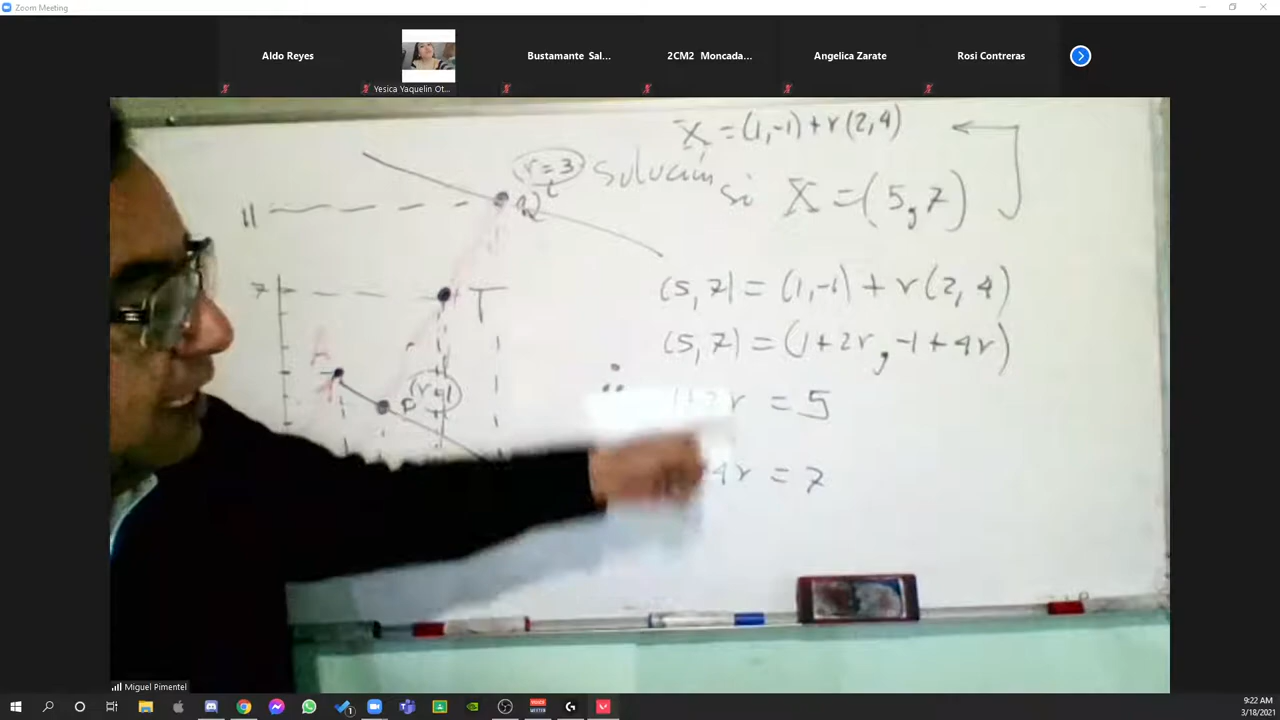 Zoom Meeting
Aldo Reyes
Bustamante Sal...
2CM2 Moncada...
Angelica Zarate
Rosi Contreras
Yesica Yaquelin Ot...
X = (1,-1) + r(2, 4)
r = 3
solución si X = (5, 7)
11
7
T
A
(5, 7) = (1,-1) + r(2, 4)
(5, 7) = (1+2r, -1+4r)
∴
r = 5
4r = 7
Miguel Pimentel
1
9:22 AM
3/18/2021